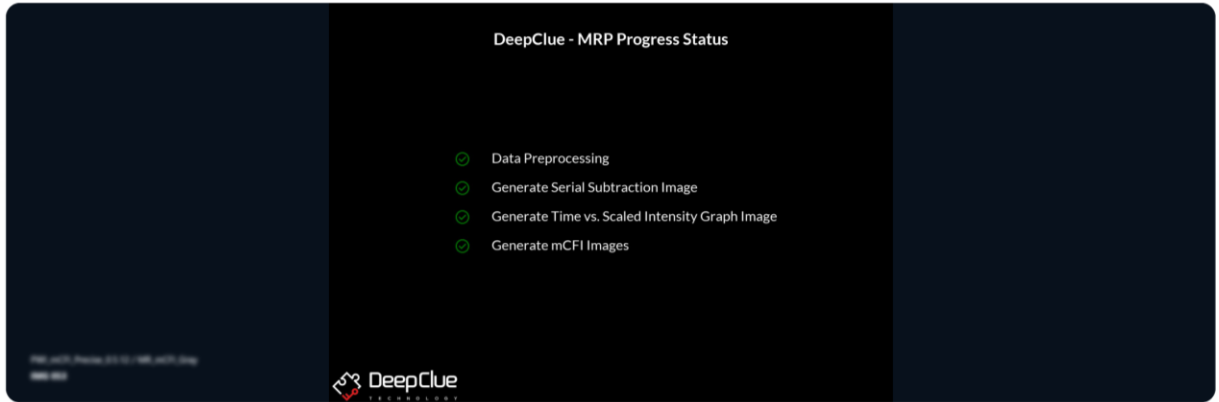 DeepClue - MRP Progress Status
Data Preprocessing
Generate Serial Subtraction Image
Generate Time vs. Scaled Intensity Graph Image
Generate mCFI Images
DeepClue
TECHNOLOGY